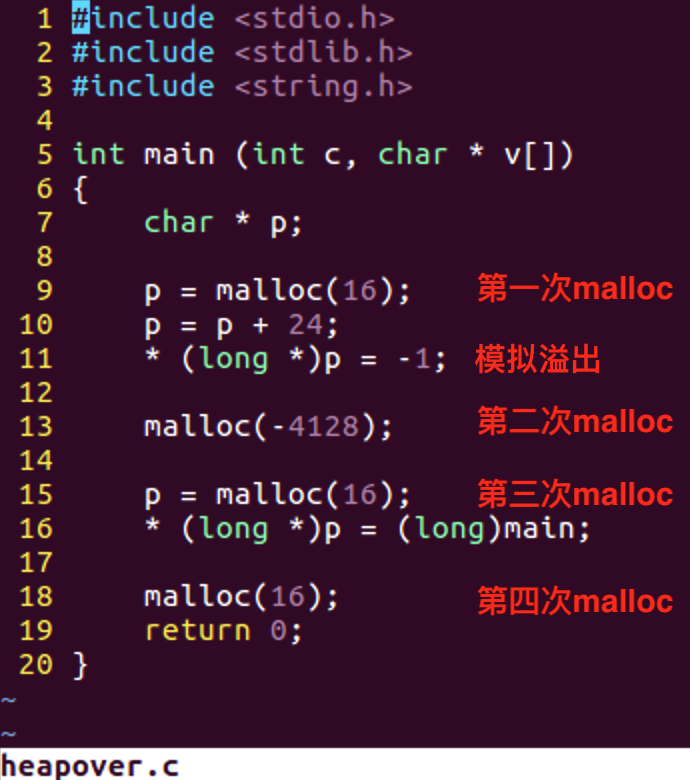 1 #include <stdio.h>
2 #include <stdlib.h>
3 #include <string.h>
4
5 int main (int c, char * v[])
6 {
7     char * p;
8
9     p = malloc(16); 第一次malloc
10     p = p + 24;
11     * (long *)p = -1; 模拟溢出
12
13     malloc(-4128); 第二次malloc
14
15     p = malloc(16); 第三次malloc
16     * (long *)p = (long)main;
17
18     malloc(16); 第四次malloc
19     return 0;
20 }
~
~
heapover.c